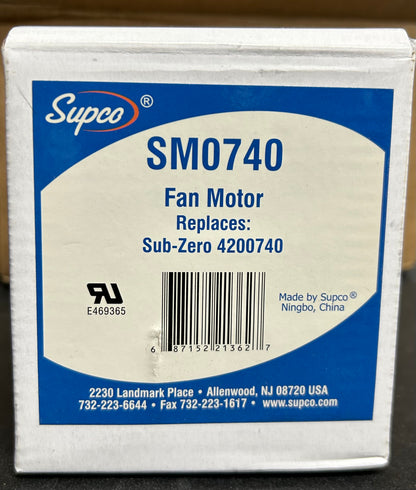 Supco®
SM0740
Fan Motor
Replaces:
Sub-Zero 4200740
RU
E469365
Made by Supco®
Ningbo, China
6 87152 21362 7
2230 Landmark Place • Allenwood, NJ 08720 USA
732-223-6644 • Fax 732-223-1617 • www.supco.com